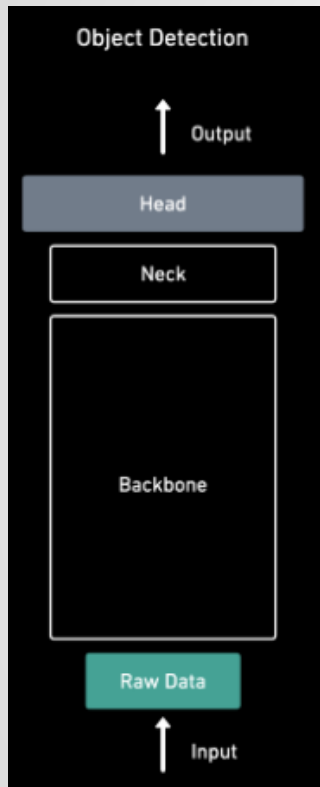 Object Detection
Output
Head
Neck
Backbone
Raw Data
Input